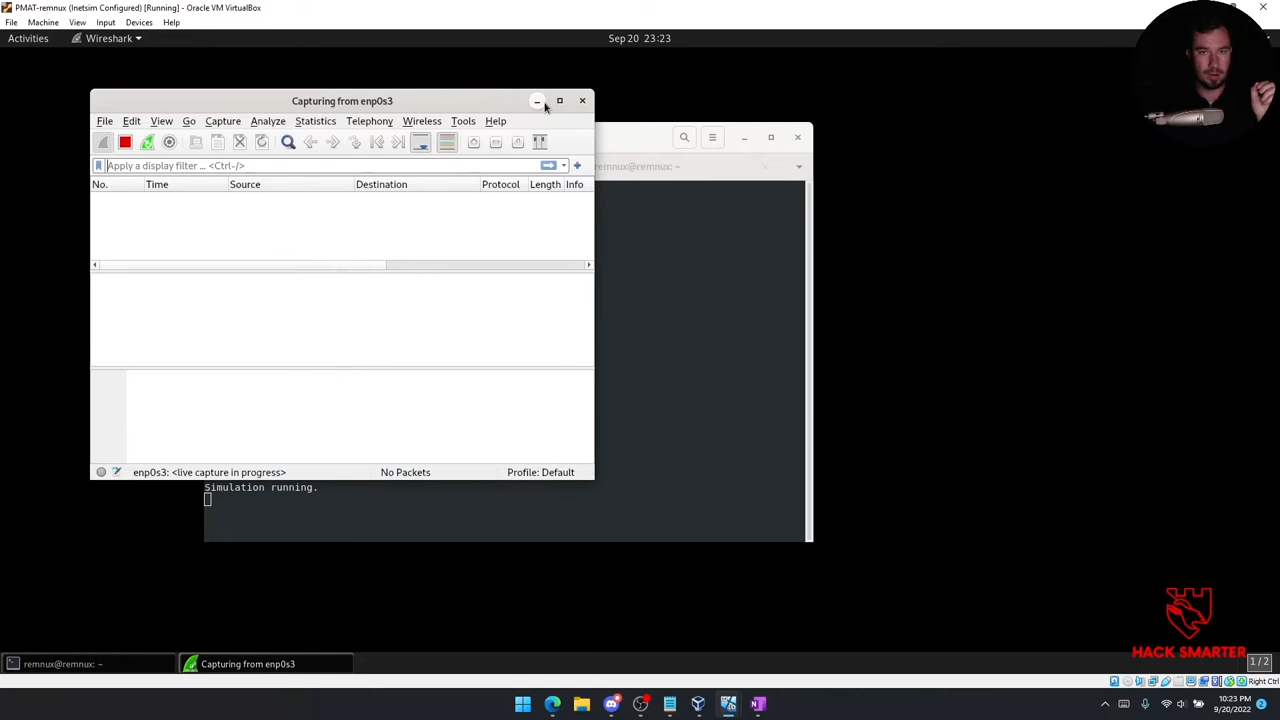 PMAT-remnux (Inetsim Configured) [Running] - Oracle VM VirtualBox
File Machine View Input Devices Help
Activities Wireshark Sep 20 23:23
Capturing from enp0s3
File Edit View Go Capture Analyze Statistics Telephony Wireless Tools Help
Apply a display filter ... <Ctrl-/>
remnux@remnux: ~
No. Time Source Destination Protocol Length Info
enp0s3: <live capture in progress> No Packets Profile: Default
Simulation running.
HACK SMARTER
remnux@remnux: ~ Capturing from enp0s3 1 / 2
Right Ctrl
10:23 PM
9/20/2022 2